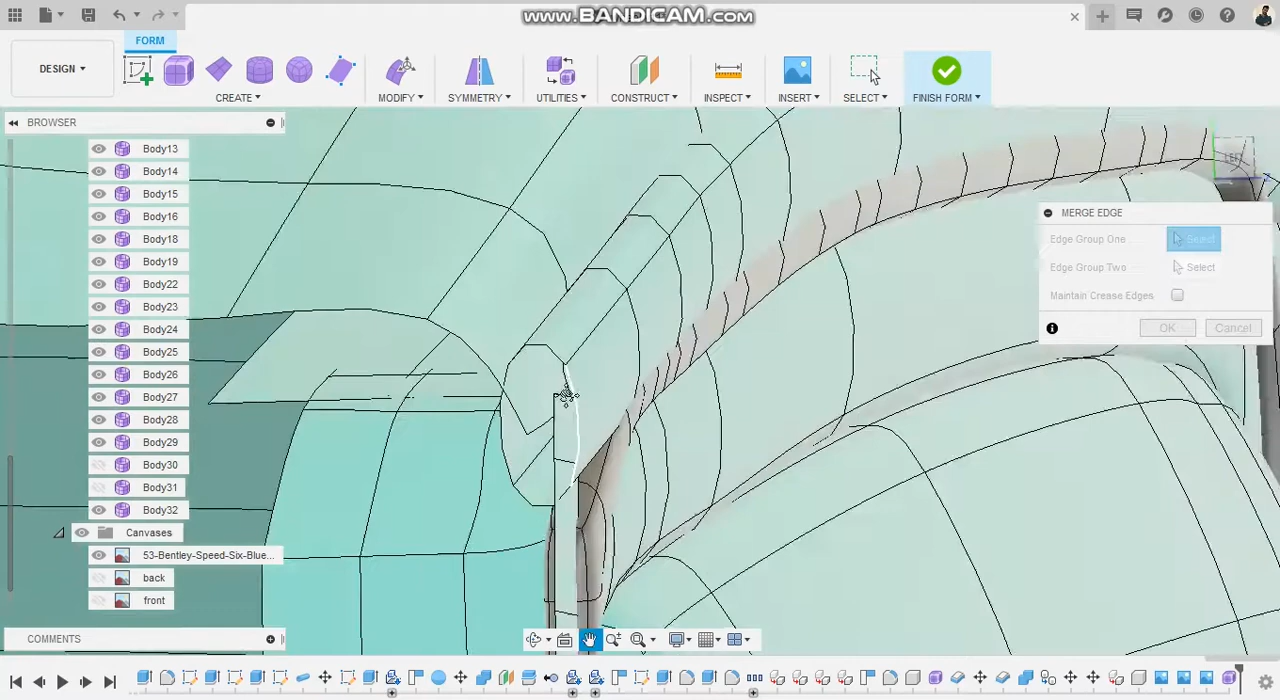 www.BANDICAM.com
FORM
DESIGN
CREATE
MODIFY
SYMMETRY
UTILITIES
CONSTRUCT
INSPECT
INSERT
SELECT
FINISH FORM
BROWSER
Body13
Body14
Body15
Body16
Body18
Body19
Body22
Body23
Body24
Body25
Body26
Body27
Body28
Body29
Body30
Body31
Body32
Canvases
53-Bentley-Speed-Six-Blue...
back
front
LEFT
MERGE EDGE
Edge Group One Select
Edge Group Two Select
Maintain Crease Edges
OK Cancel
COMMENTS